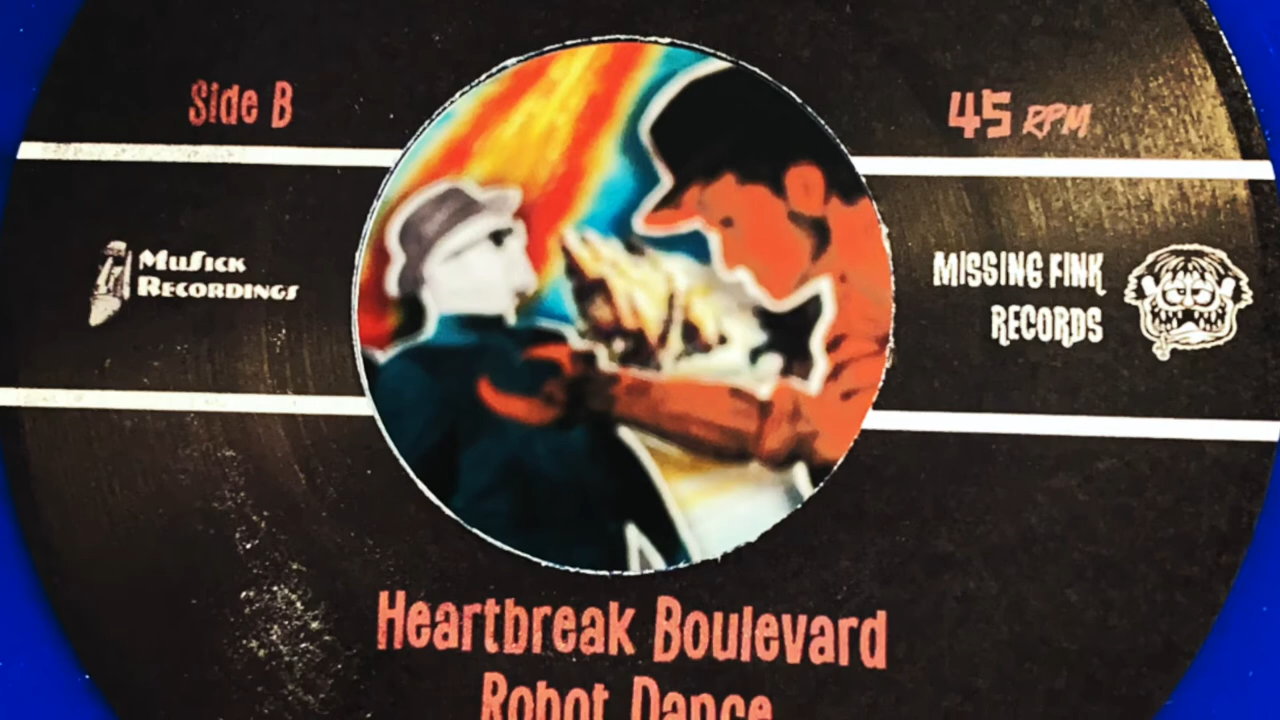 Side B
45 RPM
MuSick
Recordings
MISSING FINK
RECORDS
Heartbreak Boulevard
Robot Dance